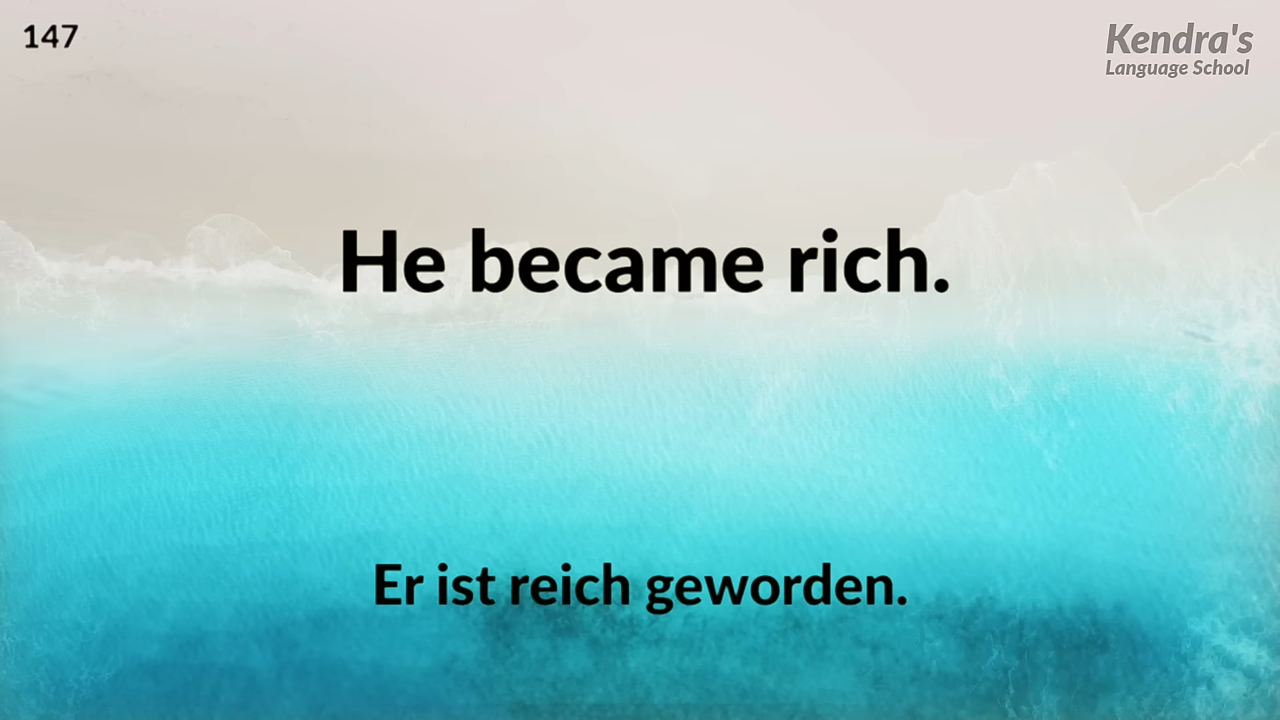 147
Kendra's
Language School
He became rich.
Er ist reich geworden.